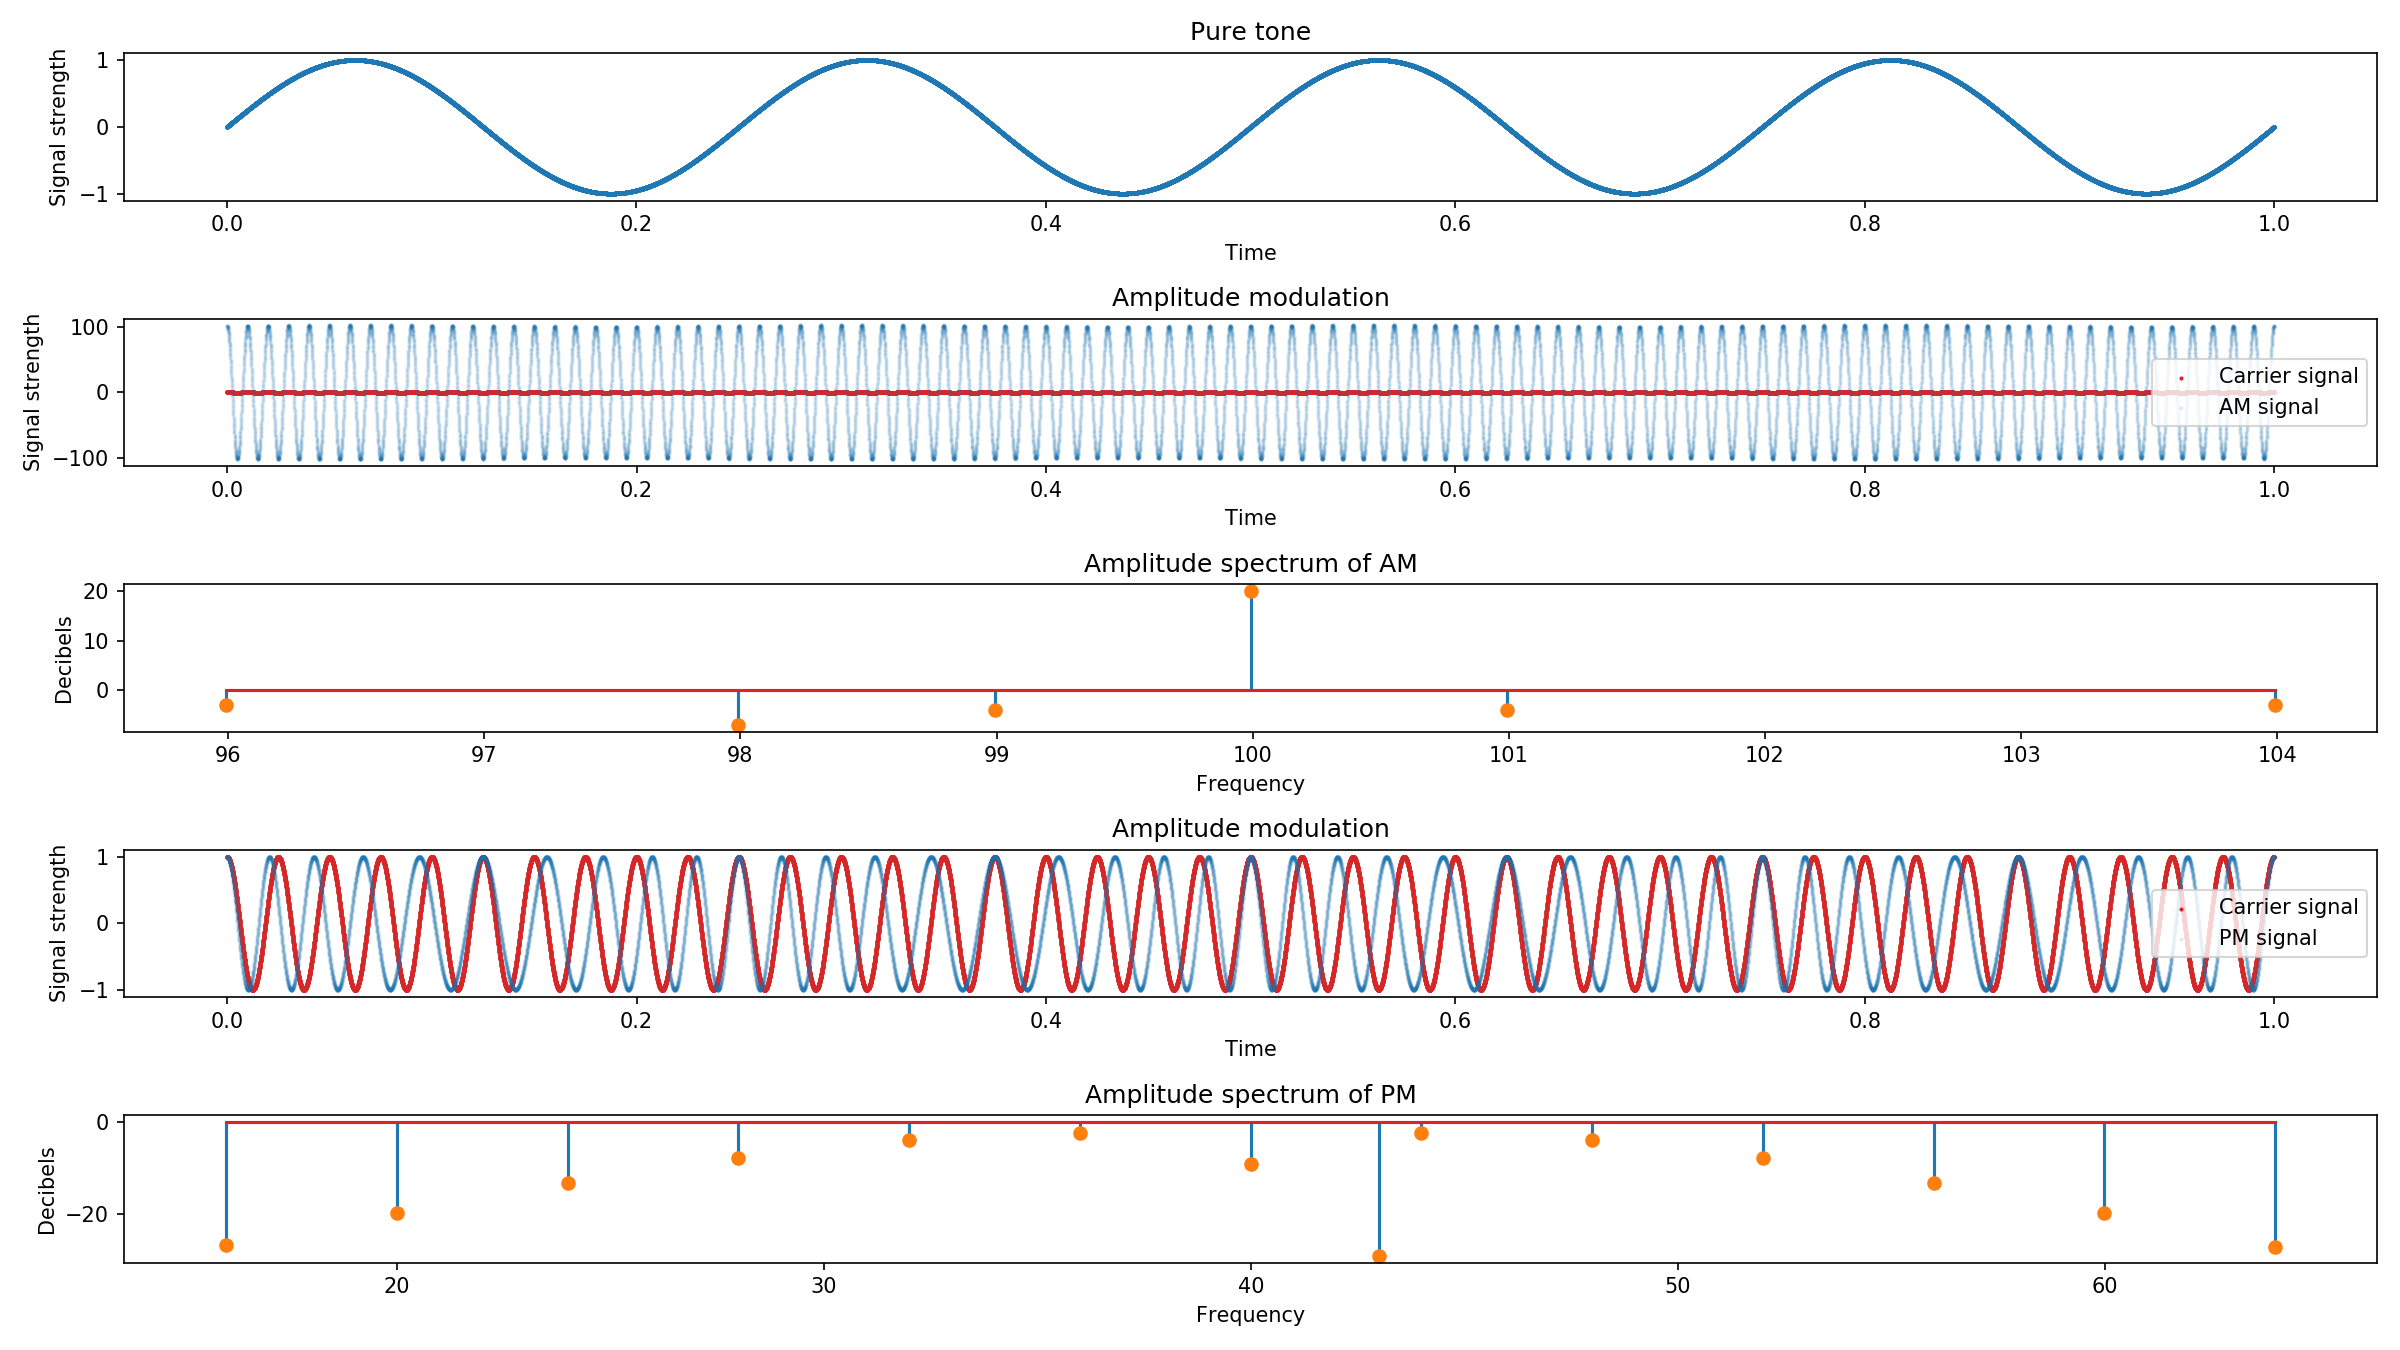 Pure tone
Signal strength
1
0
−1
0.0 0.2 0.4 0.6 0.8 1.0
Time
Amplitude modulation
Signal strength
100
0
−100
Carrier signal
AM signal
0.0 0.2 0.4 0.6 0.8 1.0
Time
Amplitude spectrum of AM
Decibels
20
10
0
96 97 98 99 100 101 102 103 104
Frequency
Amplitude modulation
Signal strength
1
0
−1
Carrier signal
PM signal
0.0 0.2 0.4 0.6 0.8 1.0
Time
Amplitude spectrum of PM
Decibels
0
−20
20 30 40 50 60
Frequency